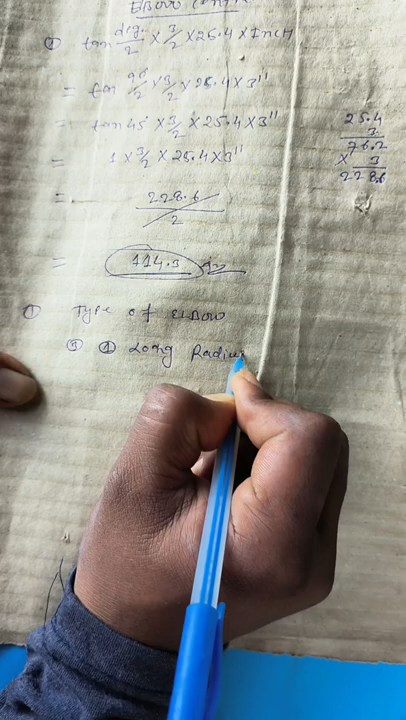 ELBOW
① tan deg./2 × 3/2 × 25.4 × INCH
= tan 90°/2 × 3/2 × 25.4 × 3"
= tan 45° × 3/2 × 25.4 × 3"
= 1 × 3/2 × 25.4 × 3"
= 228.6
2
= 114.3
25.4
3
76.2
× 3
228.6
① Type of ELBOW
① Long Radius